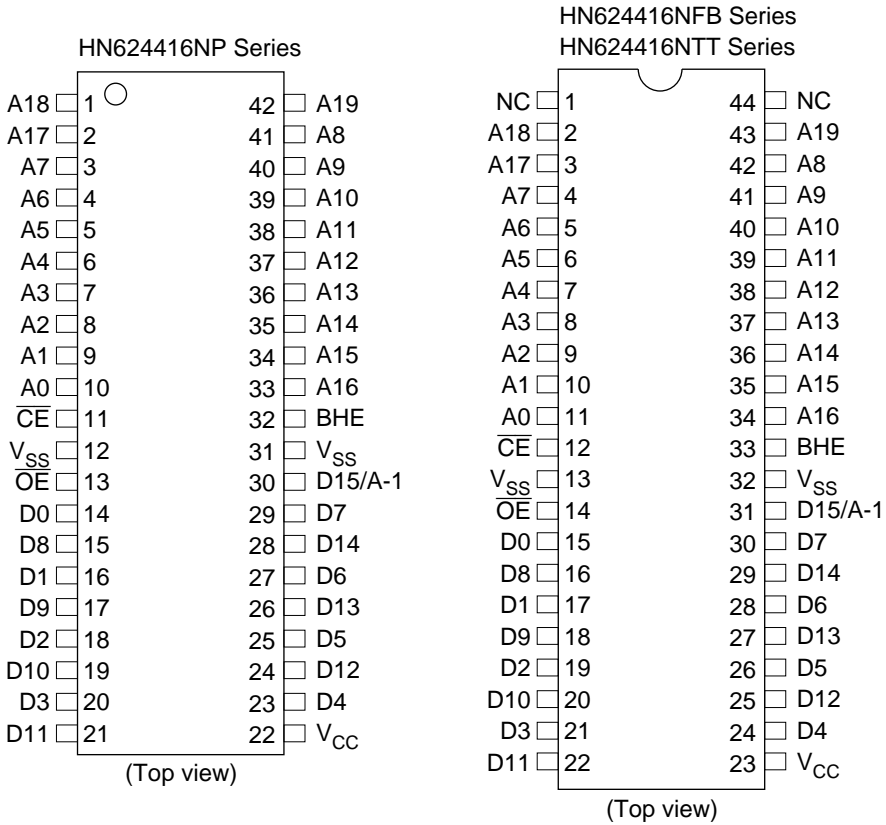 HN624416NP Series
A18 1 42 A19
A17 2 41 A8
A7 3 40 A9
A6 4 39 A10
A5 5 38 A11
A4 6 37 A12
A3 7 36 A13
A2 8 35 A14
A1 9 34 A15
A0 10 33 A16
C̅E̅ 11 32 BHE
VSS 12 31 VSS
O̅E̅ 13 30 D15/A-1
D0 14 29 D7
D8 15 28 D14
D1 16 27 D6
D9 17 26 D13
D2 18 25 D5
D10 19 24 D12
D3 20 23 D4
D11 21 22 VCC
(Top view)
HN624416NFB Series
HN624416NTT Series
NC 1 44 NC
A18 2 43 A19
A17 3 42 A8
A7 4 41 A9
A6 5 40 A10
A5 6 39 A11
A4 7 38 A12
A3 8 37 A13
A2 9 36 A14
A1 10 35 A15
A0 11 34 A16
C̅E̅ 12 33 BHE
VSS 13 32 VSS
O̅E̅ 14 31 D15/A-1
D0 15 30 D7
D8 16 29 D14
D1 17 28 D6
D9 18 27 D13
D2 19 26 D5
D10 20 25 D12
D3 21 24 D4
D11 22 23 VCC
(Top view)